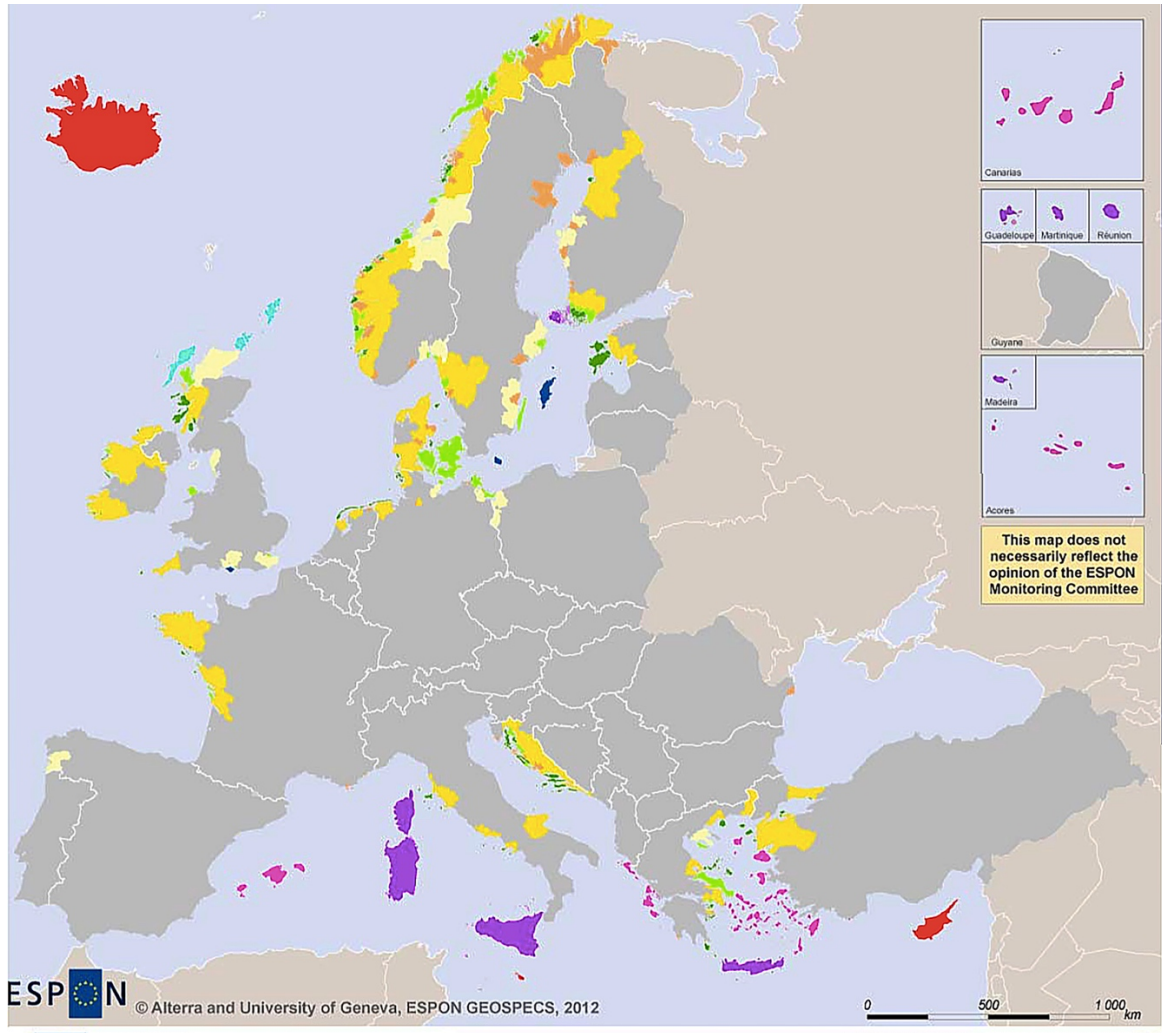 Canarias
Guadeloupe Martinique Réunion
Guyane
Madeira
Acores
This map does not
necessarily reflect the
opinion of the ESPON
Monitoring Committee
ESPON © Alterra and University of Geneva, ESPON GEOSPECS, 2012
0 500 1 000
km